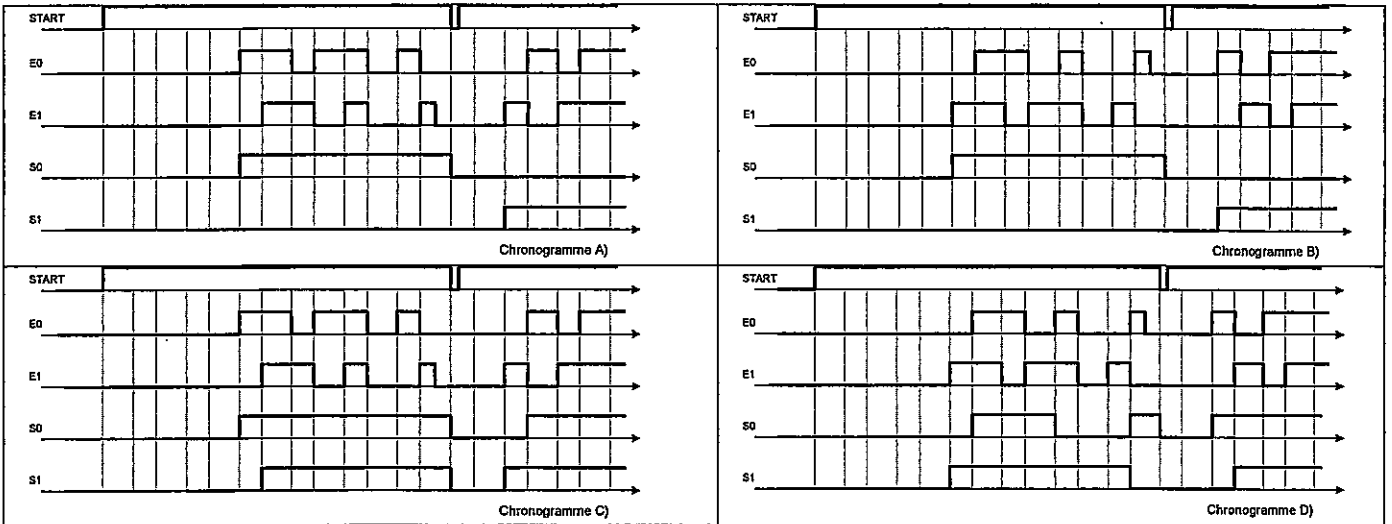 START
E0
E1
S0
S1
Chronogramme A)
START
E0
E1
S0
S1
Chronogramme B)
START
E0
E1
S0
S1
Chronogramme C)
START
E0
E1
S0
S1
Chronogramme D)